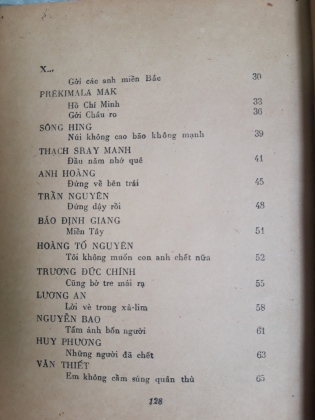 X...
Gởi các anh miền Bắc 30
PRÉKIMALA MAK
Hồ Chí Minh 33
Gởi Cháu ro 36
SÔNG HING
Núi không cao bão không mạnh 39
THẠCH SRAY MANH
Đầu năm nhớ quê 41
ANH HOÀNG
Đứng về bên trái 45
TRẦN NGUYÊN
Đứng dậy rồi 48
BẢO ĐỊNH GIANG
Miền Tây 51
HOÀNG TỐ NGUYÊN
Tôi không muốn con anh chết nữa 52
TRƯƠNG ĐỨC CHÍNH
Cũng bờ tre mái rạ 55
LƯƠNG AN
Lời vè trong xà-lim 58
NGUYÊN BAO
Tấm ảnh bốn người 61
HUY PHƯƠNG
Những người đã chết 63
VĂN THIẾT
Em không cầm súng quân thù 65
128